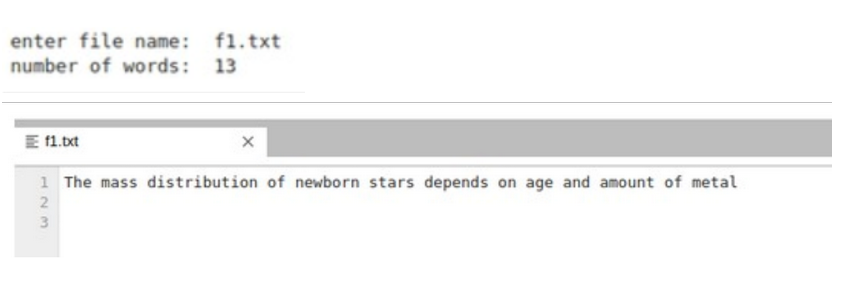 enter file name:  f1.txt
number of words:  13
f1.txt
1 The mass distribution of newborn stars depends on age and amount of metal
2
3